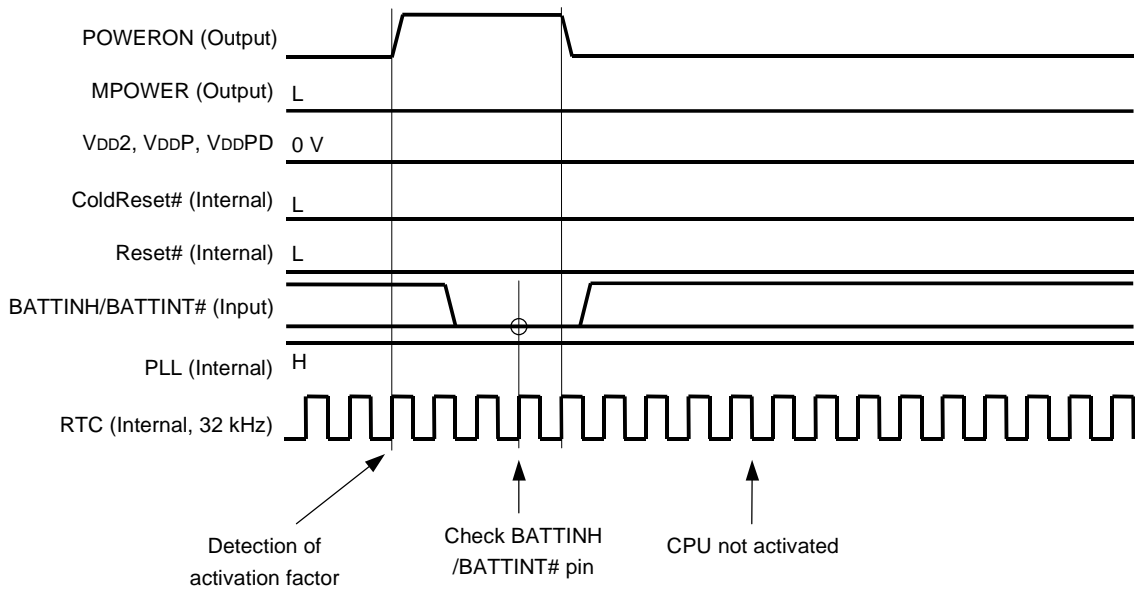 POWERON (Output)
MPOWER (Output) L
VDD2, VDDP, VDDPD 0 V
ColdReset# (Internal) L
Reset# (Internal) L
BATTINH/BATTINT# (Input)
PLL (Internal) H
RTC (Internal, 32 kHz)
Detection of
activation factor
Check BATTINH
/BATTINT# pin
CPU not activated